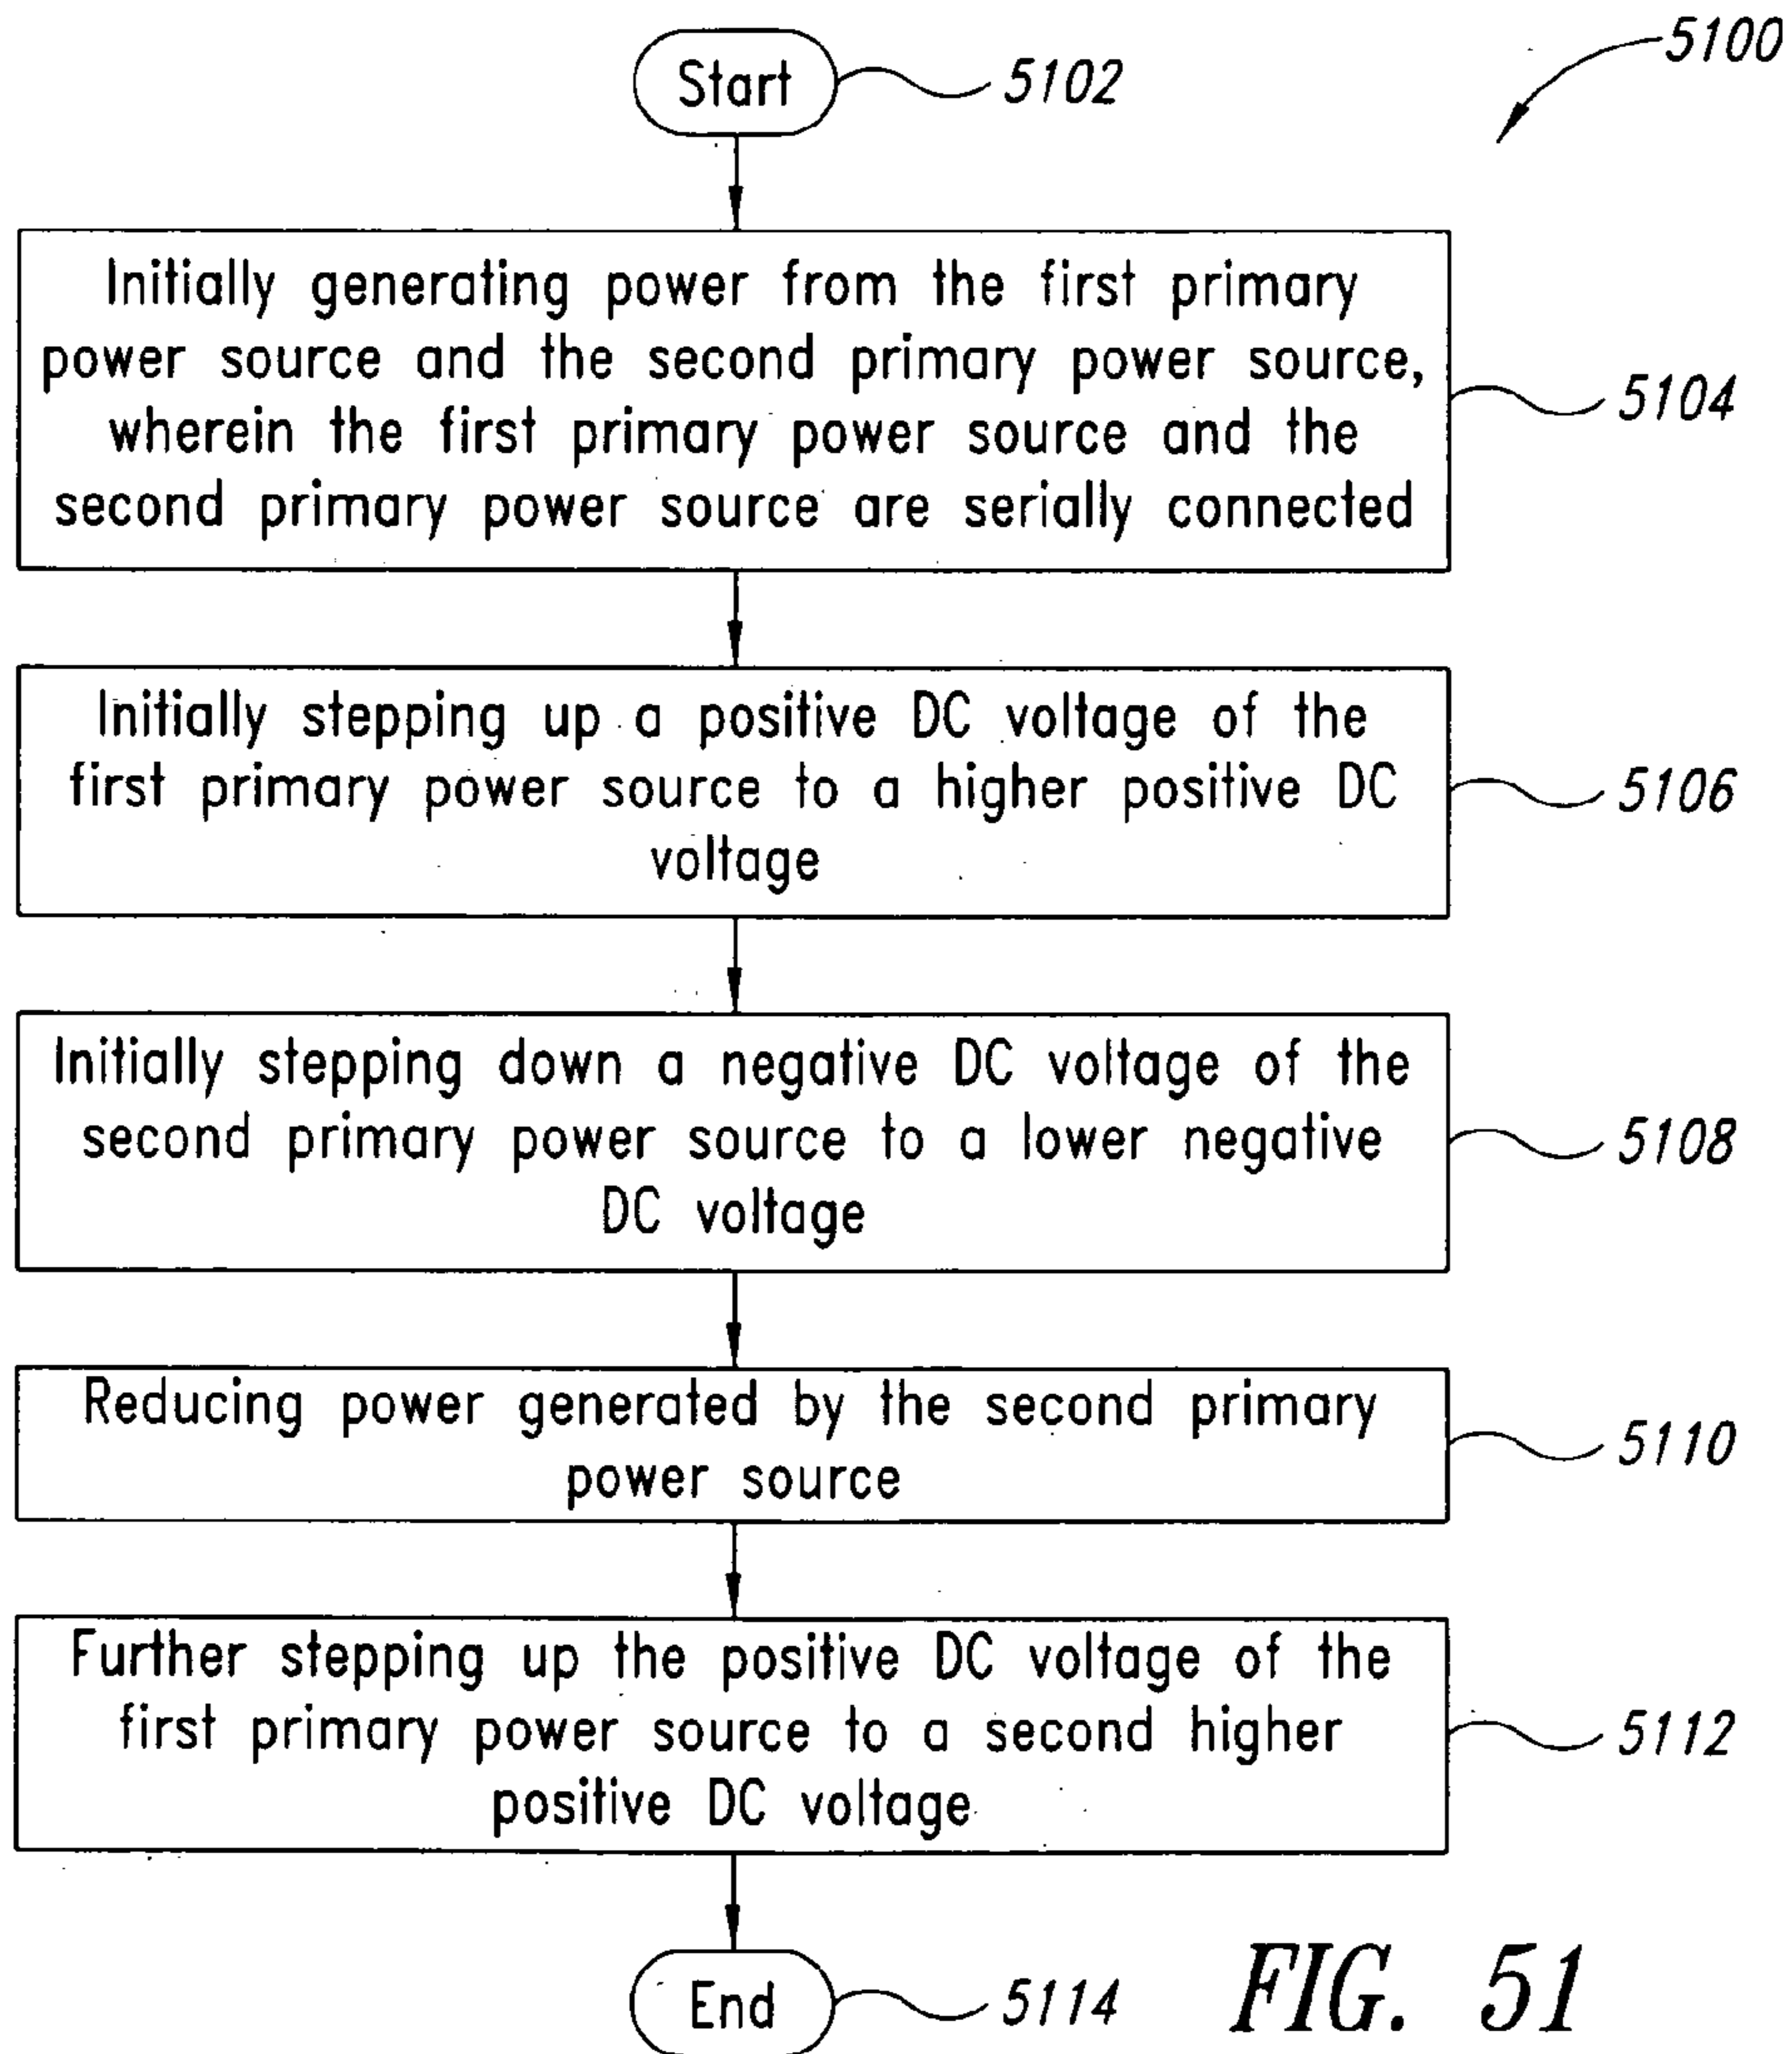 5100
Start
5102
Initially generating power from the first primary
power source and the second primary power source,
wherein the first primary power source and the
second primary power source are serially connected
5104
Initially stepping up a positive DC voltage of the
first primary power source to a higher positive DC
voltage
5106
Initially stepping down a negative DC voltage of the
second primary power source to a lower negative
DC voltage
5108
Reducing power generated by the second primary
power source
5110
Further stepping up the positive DC voltage of the
first primary power source to a second higher
positive DC voltage
5112
End
5114
FIG. 51